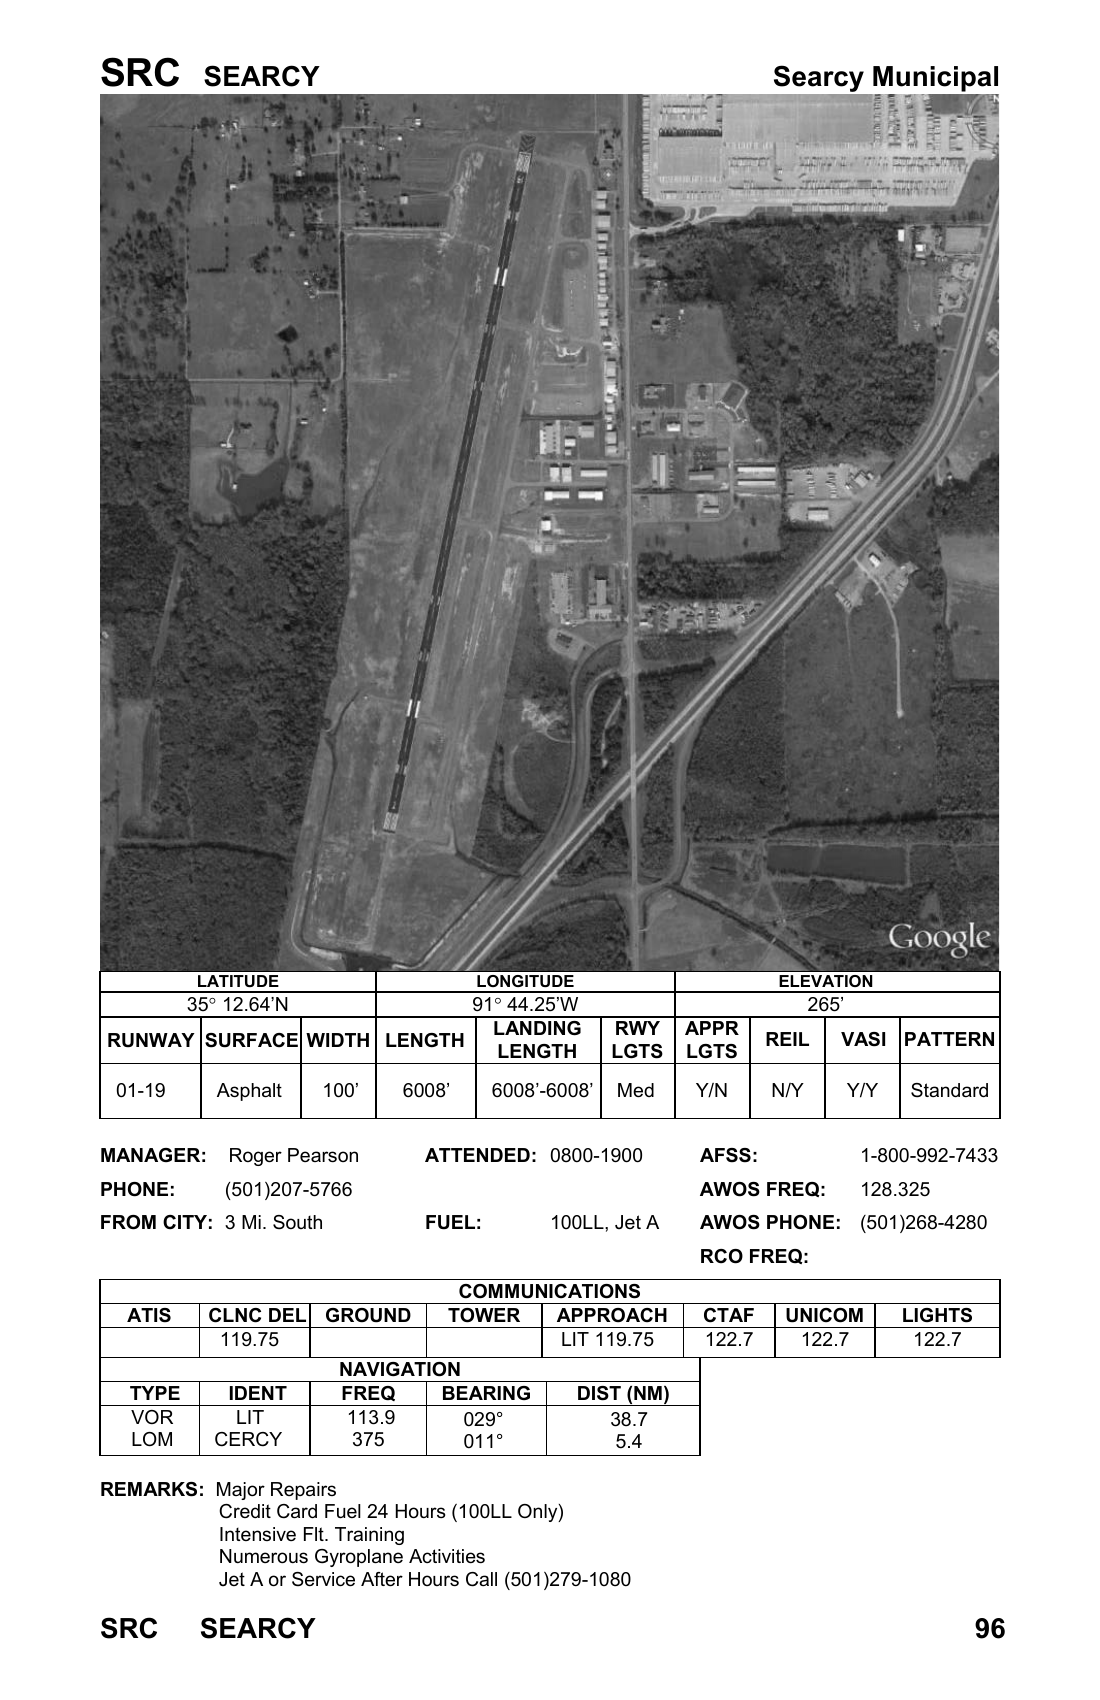 SRC SEARCY Searcy Municipal
Google
LATITUDE LONGITUDE ELEVATION
35° 12.64’N 91° 44.25’W 265’
RUNWAY SURFACE WIDTH LENGTH LANDING LENGTH RWY LGTS APPR LGTS REIL VASI PATTERN
01-19 Asphalt 100’ 6008’ 6008’-6008’ Med Y/N N/Y Y/Y Standard
MANAGER: Roger Pearson ATTENDED: 0800-1900 AFSS: 1-800-992-7433
PHONE: (501)207-5766 AWOS FREQ: 128.325
FROM CITY: 3 Mi. South FUEL: 100LL, Jet A AWOS PHONE: (501)268-4280
RCO FREQ:
COMMUNICATIONS
ATIS CLNC DEL GROUND TOWER APPROACH CTAF UNICOM LIGHTS
119.75 LIT 119.75 122.7 122.7 122.7
NAVIGATION
TYPE IDENT FREQ BEARING DIST (NM)
VOR LIT 113.9 029° 38.7
LOM CERCY 375 011° 5.4
REMARKS: Major Repairs
Credit Card Fuel 24 Hours (100LL Only)
Intensive Flt. Training
Numerous Gyroplane Activities
Jet A or Service After Hours Call (501)279-1080
SRC SEARCY 96